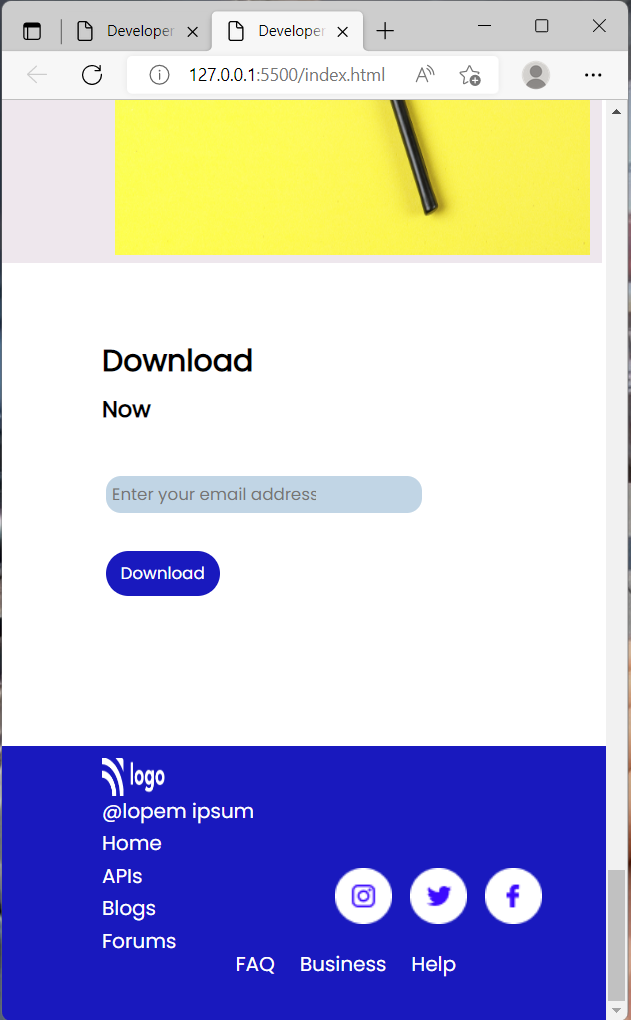 Developer
Developer
127.0.0.1:5500/index.html
Download
Now
Enter your email address
Download
logo
@lopem ipsum
Home
APIs
Blogs
Forums
FAQ Business Help